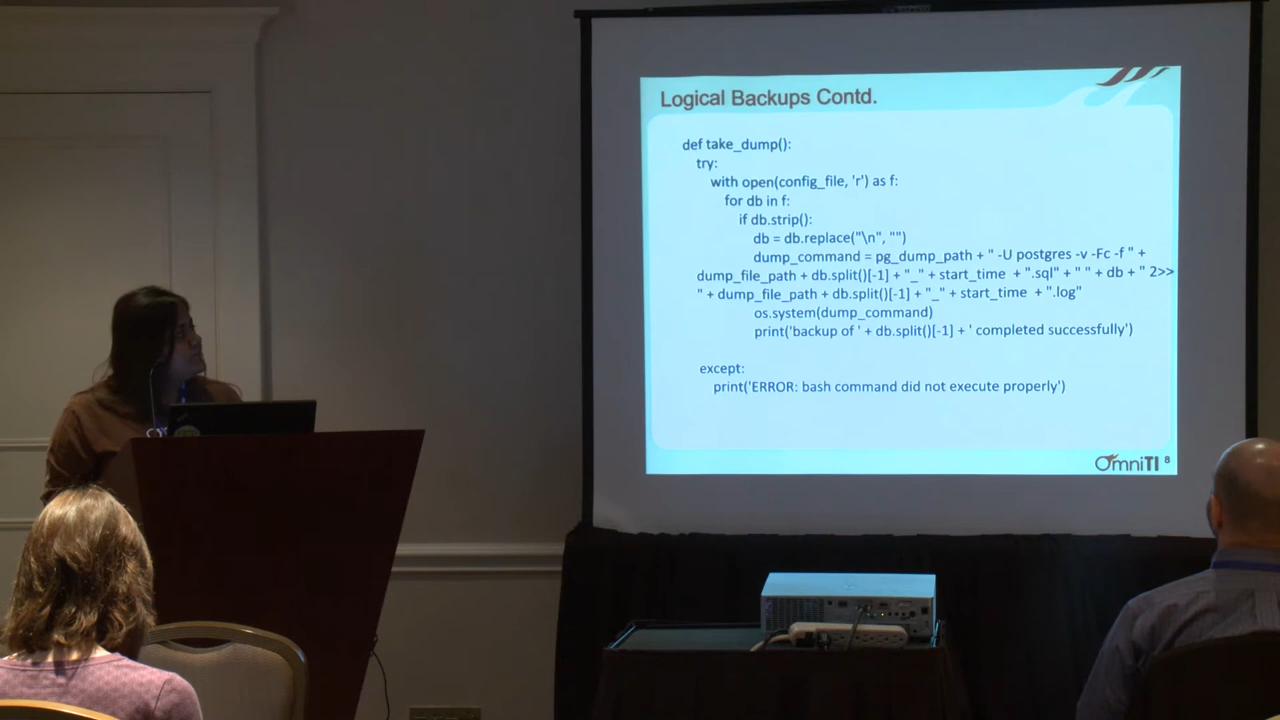 Logical Backups Contd.
def take_dump():
try:
with open(config_file, 'r') as f:
for db in f:
if db.strip():
db = db.replace("\n", "")
dump_command = pg_dump_path + " -U postgres -v -Fc -f " +
dump_file_path + db.split()[-1] + "_" + start_time + ".sql" + " " + db + " 2>>
" + dump_file_path + db.split()[-1] + "_" + start_time + ".log"
os.system(dump_command)
print('backup of ' + db.split()[-1] + ' completed successfully')
except:
print('ERROR: bash command did not execute properly')
OmniTI 8